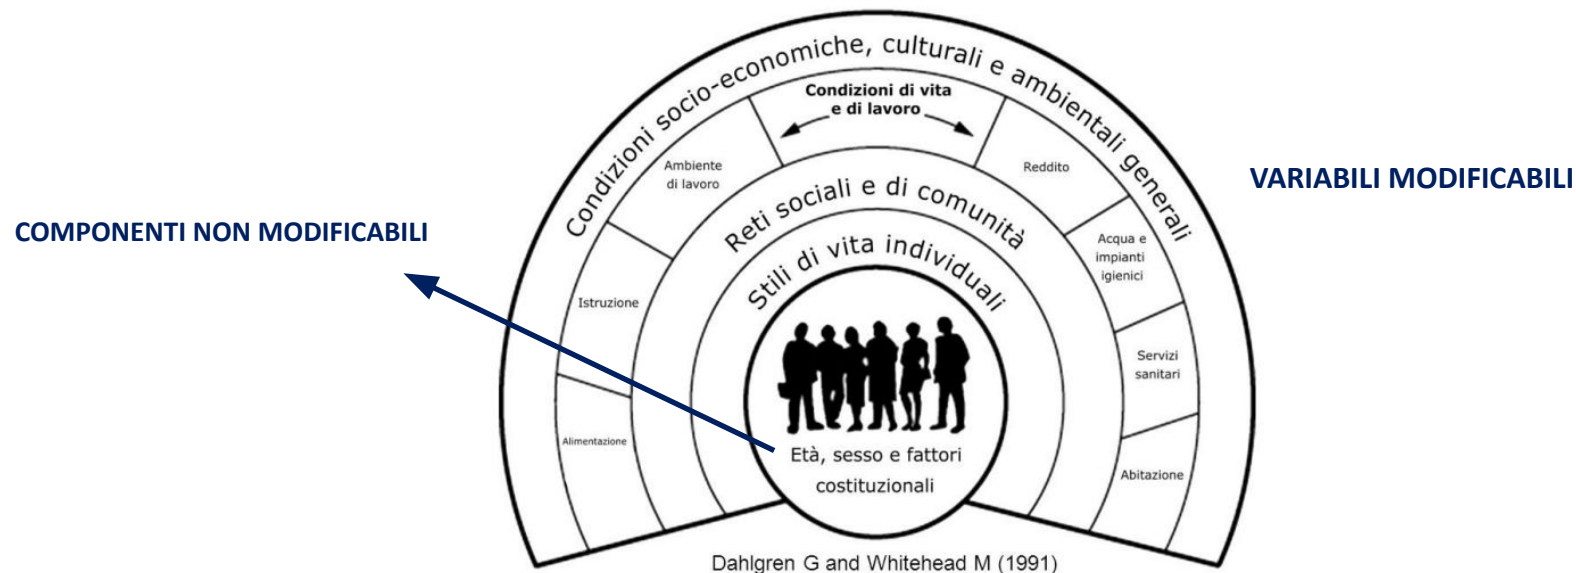 Condizioni socio-economiche, culturali e ambientali generali
Condizioni di vita
e di lavoro
Ambiente
di lavoro
Reddito
VARIABILI MODIFICABILI
Reti sociali e di comunità
COMPONENTI NON MODIFICABILI
Acqua e
impianti
igienici
Stili di vita individuali
Istruzione
Servizi
sanitari
Alimentazione
Età, sesso e fattori
costituzionali
Abitazione
Dahlgren G and Whitehead M (1991)